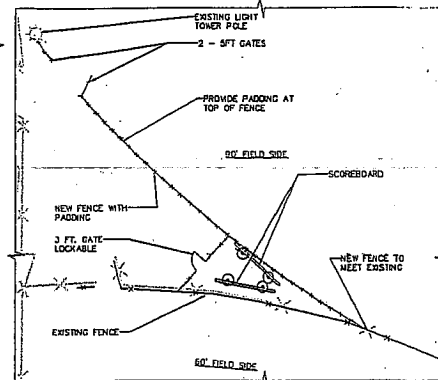 EXISTING LIGHT
TOWER POLE
2 - 5FT GATES
PROVIDE PADDING AT
TOP OF FENCE
90' FIELD SIDE
SCOREBOARD
NEW FENCE WITH
PADDING
3 FT. GATE
LOCKABLE
NEW FENCE TO
MEET EXISTING
EXISTING FENCE
60' FIELD SIDE